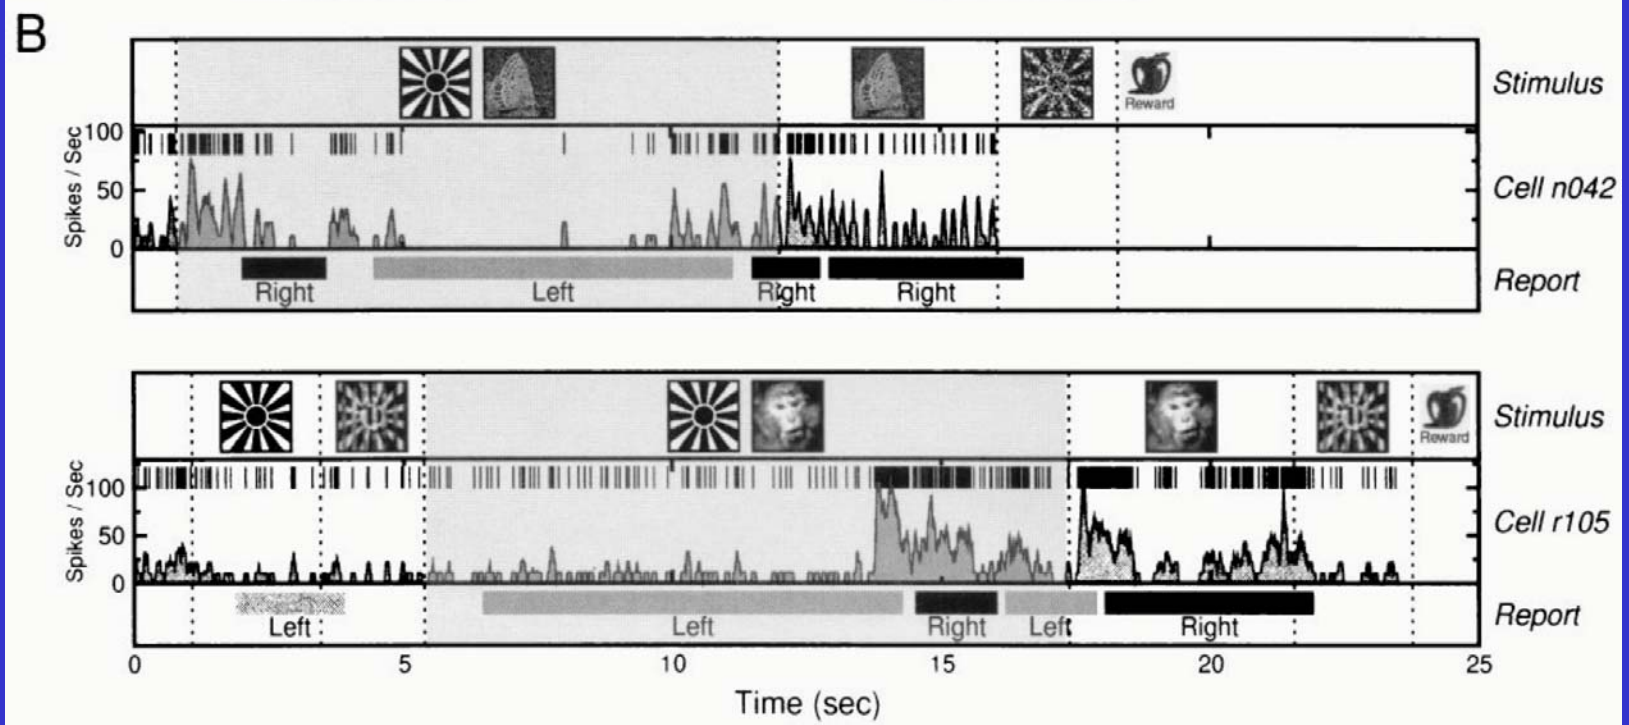 B
Reward
Stimulus
100
50
0
Spikes / Sec
Cell n042
Right
Left
Right
Right
Report
Reward
Stimulus
100
50
0
Spikes / Sec
Cell r105
Left
Left
Right
Left
Right
Report
0 5 10 15 20 25
Time (sec)